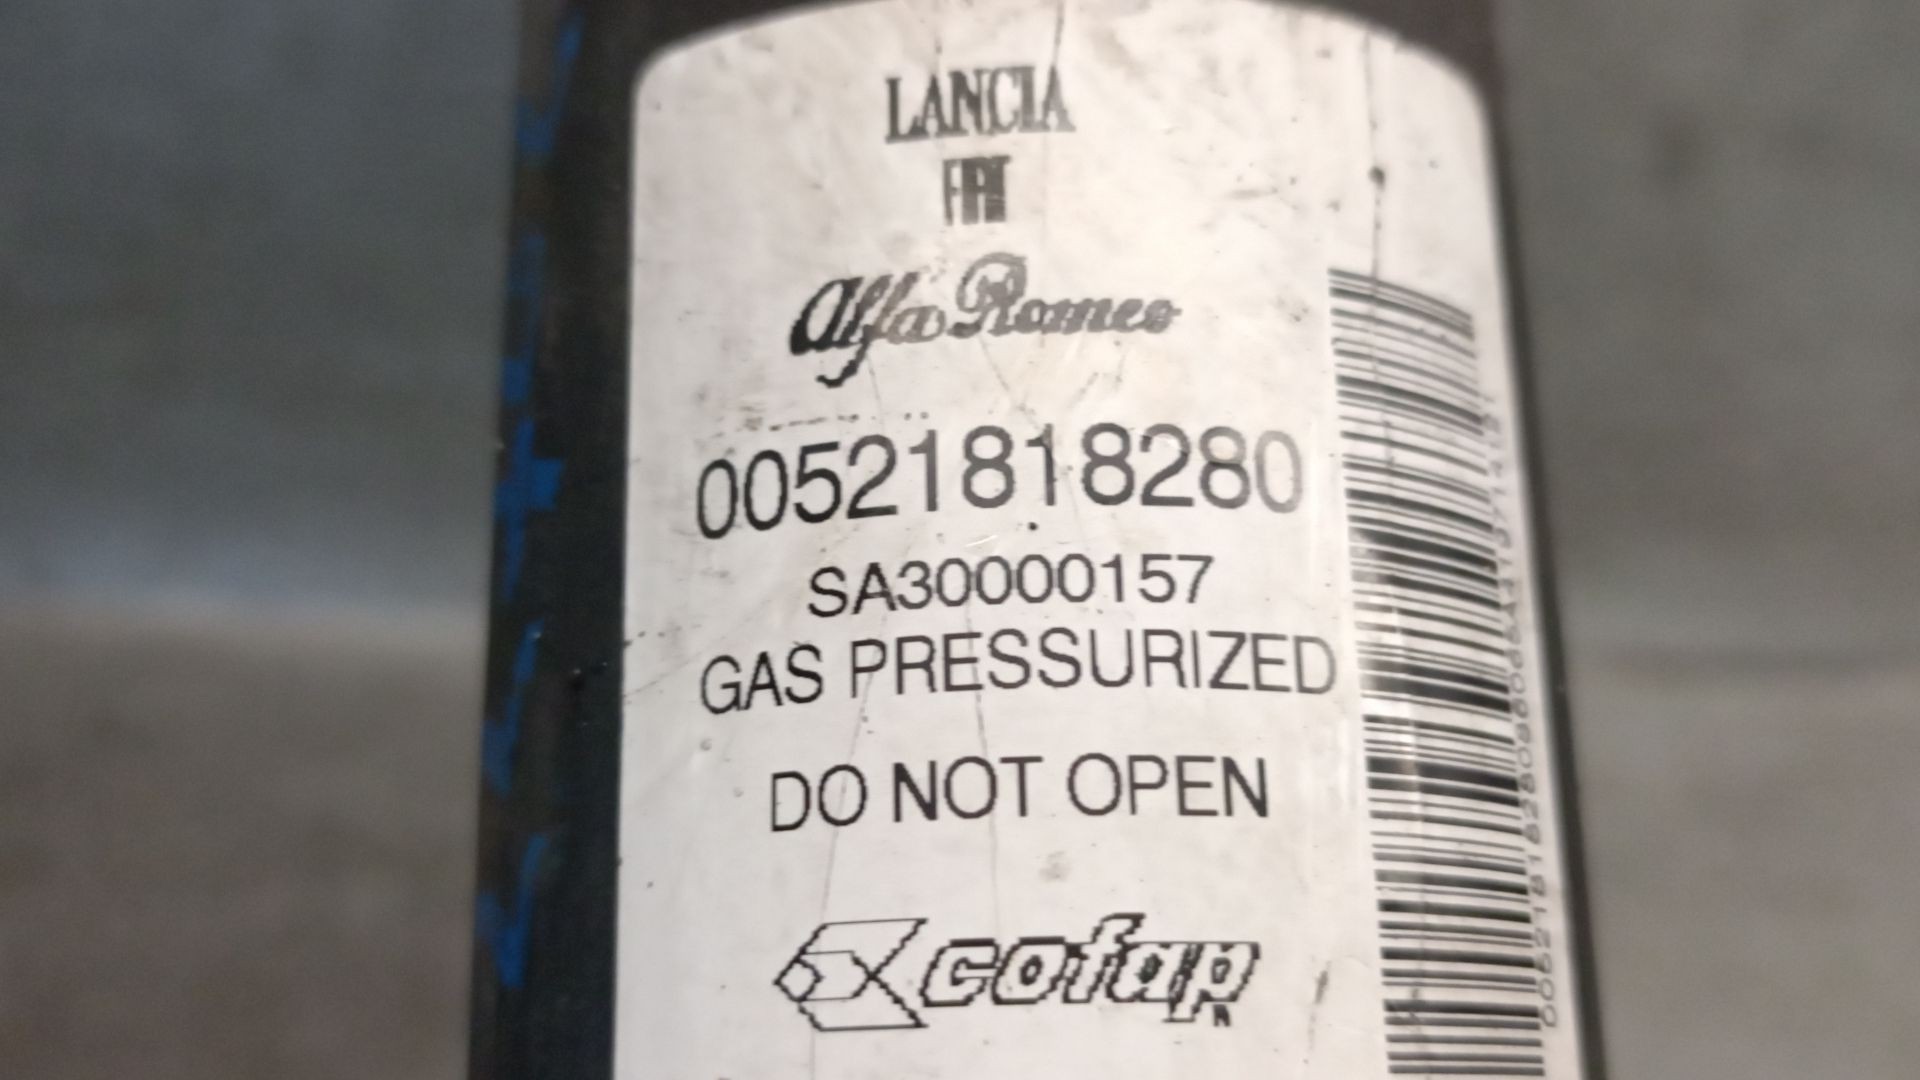 LANCIA
FIAT
Alfa Romeo
00521818280
SA30000157
GAS PRESSURIZED
DO NOT OPEN
cofap
N